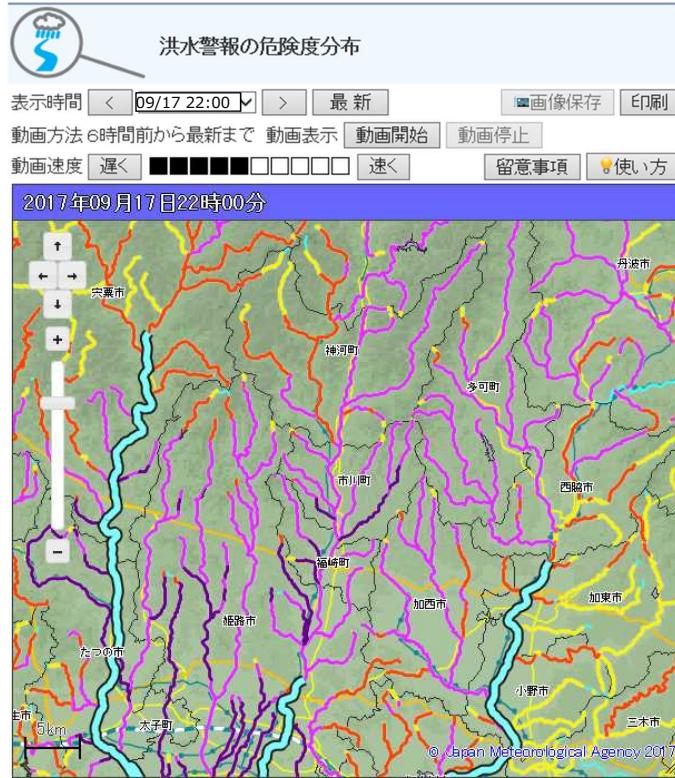 洪水警報の危険度分布
表示時間 < 09/17 22:00 > 最 新 画像保存 印刷
動画方法 6時間前から最新まで 動画表示 動画開始 動画停止
動画速度 遅く 速く 留意事項 使い方
2017年09月17日22時00分
丹波市
宍粟市
神河町
多可町
市川町
西脇市
福崎町
加西市
加東市
姫路市
たつの市
小野市
生市
太子町
三木市
5km
© Japan Meteorological Agency 2017